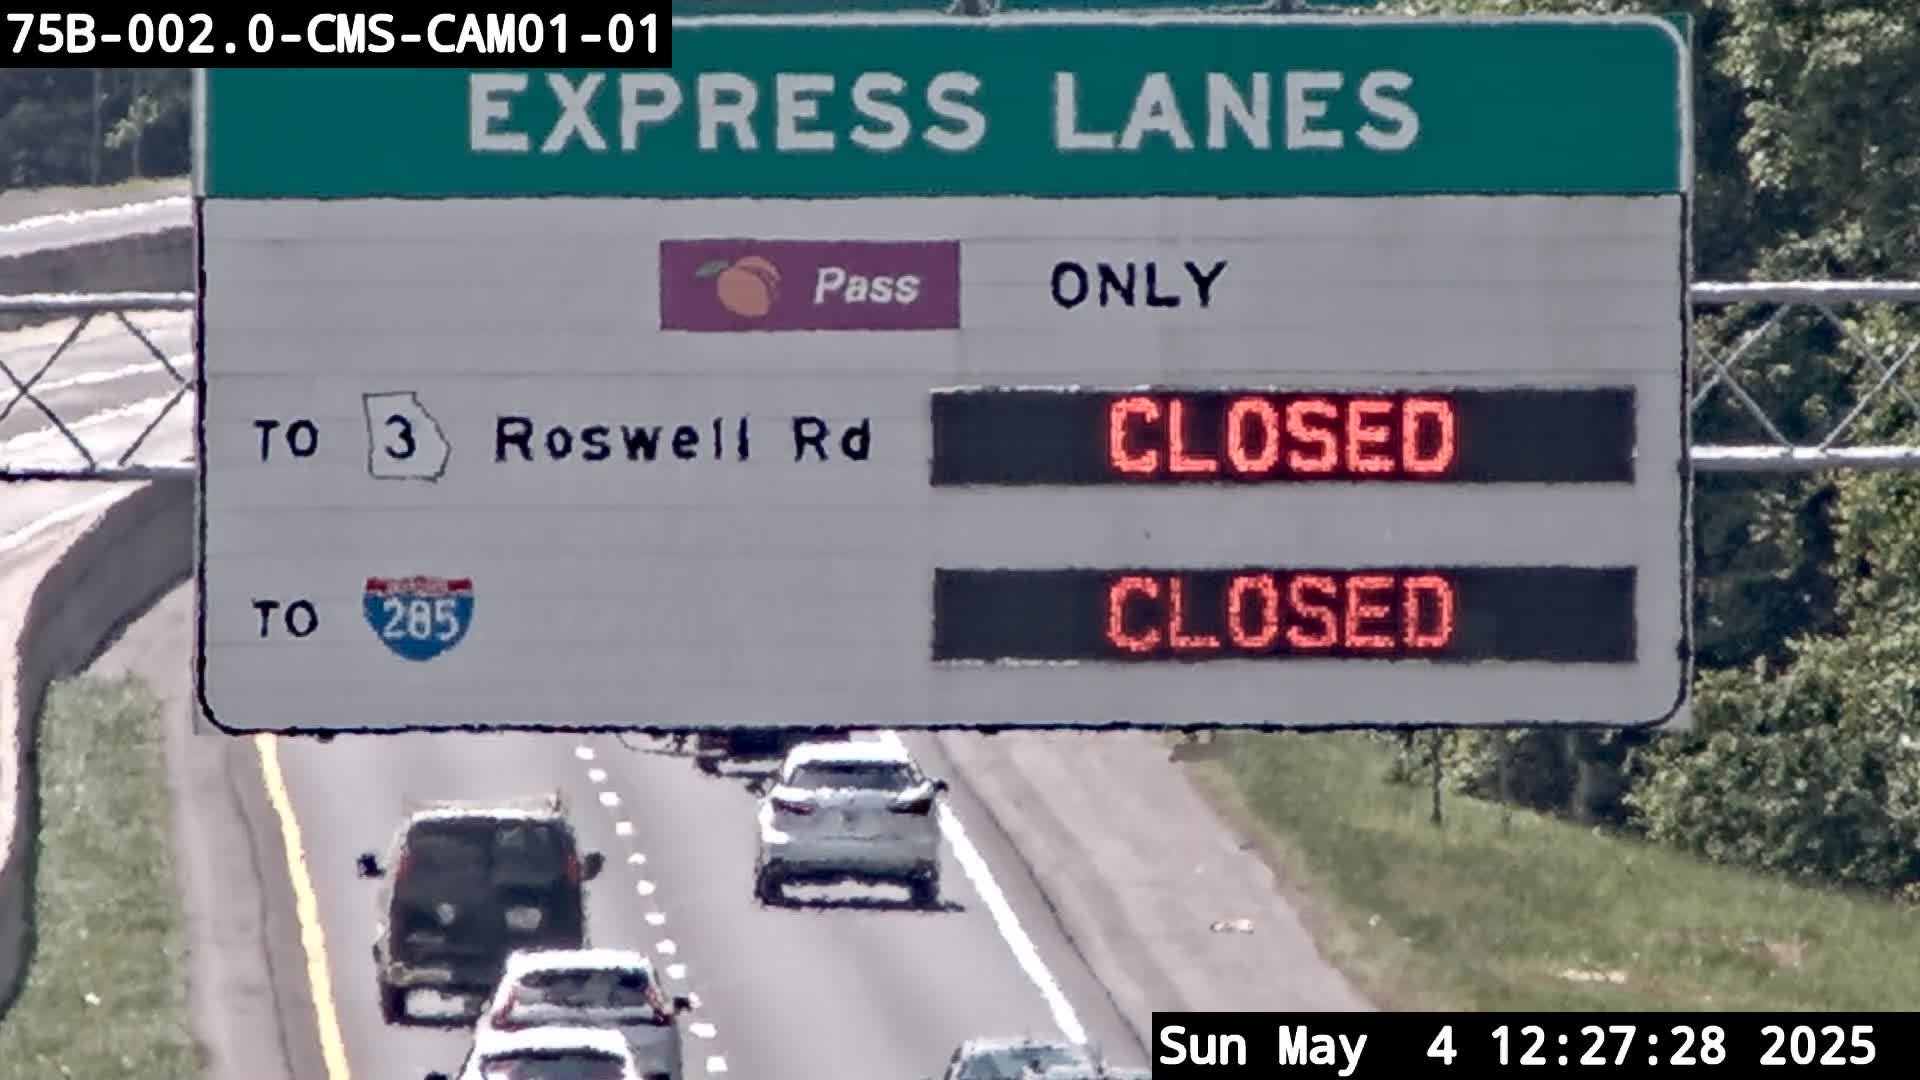 75B-002.0-CMS-CAM01-01
EXPRESS LANES
Pass ONLY
TO 3 Roswell Rd CLOSED
TO 285 CLOSED
Sun May 4 12:27:28 2025